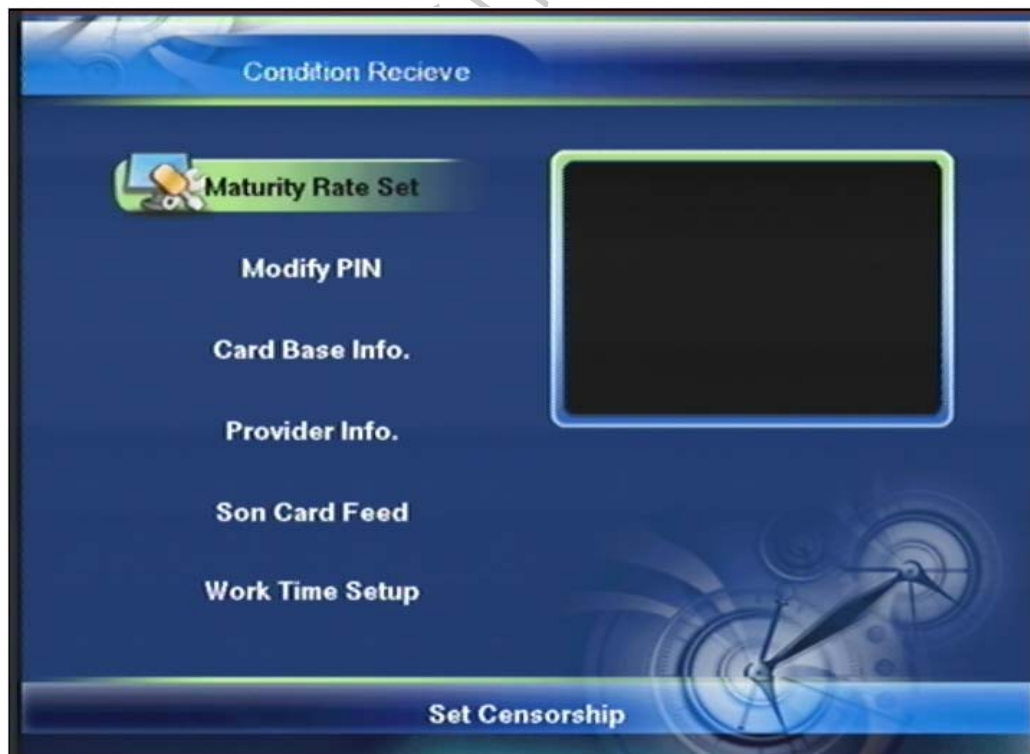 Condition Recieve
Maturity Rate Set
Modify PIN
Card Base Info.
Provider Info.
Son Card Feed
Work Time Setup
Set Censorship